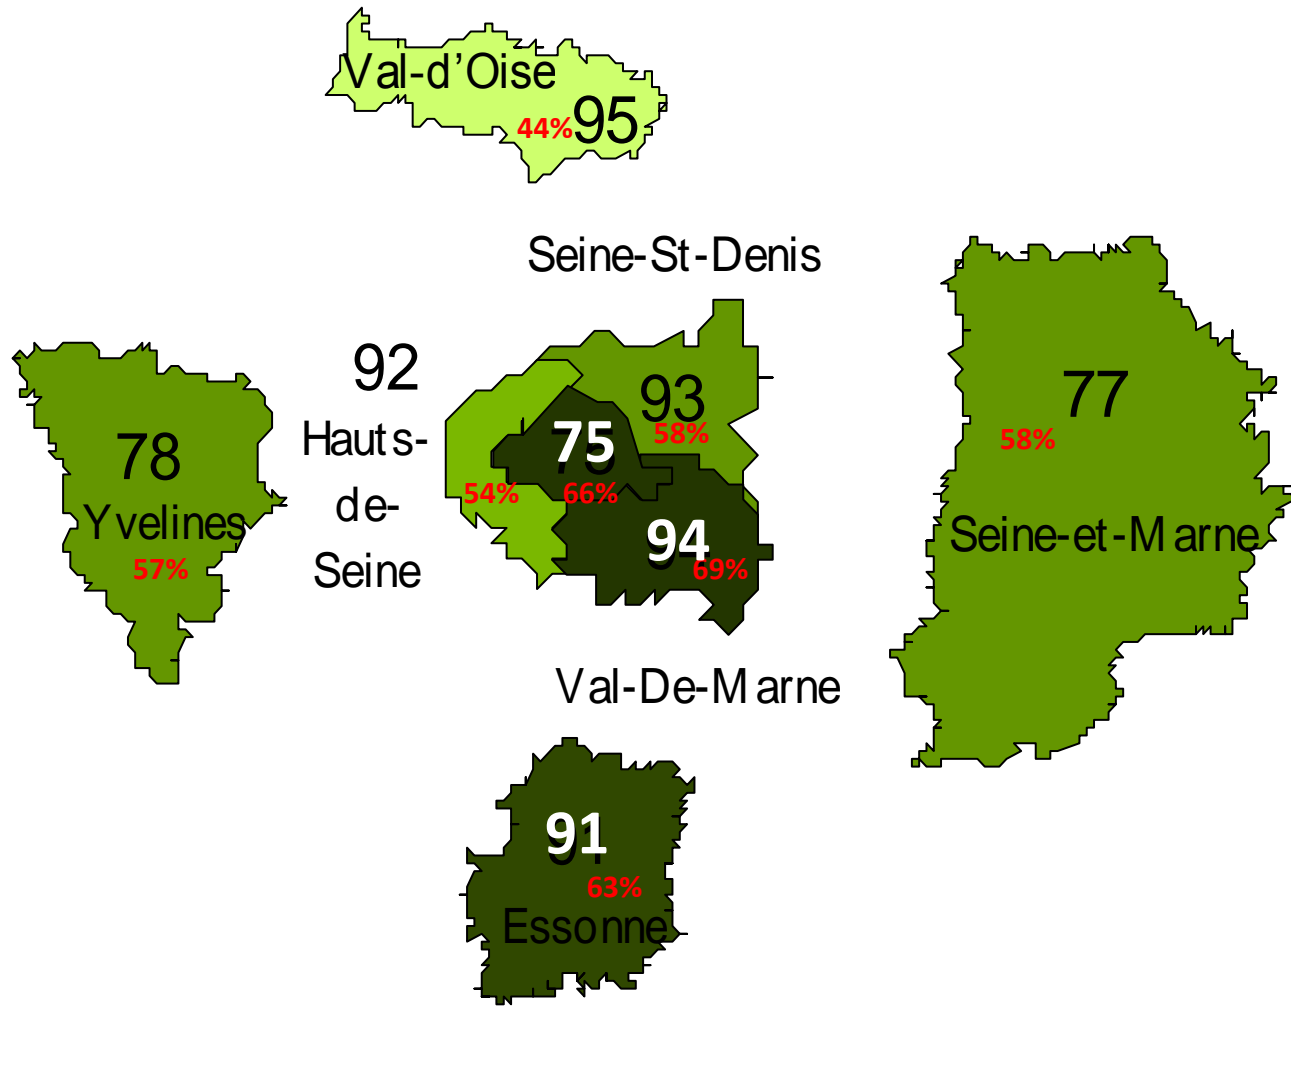 Val-d’Oise
44% 95
Seine-St-Denis
92
Hauts-
de-
Seine
78
Yvelines
57%
93
58%
75
54%
66%
94
69%
77
58%
Seine-et-Marne
Val-De-Marne
91
63%
Essonne